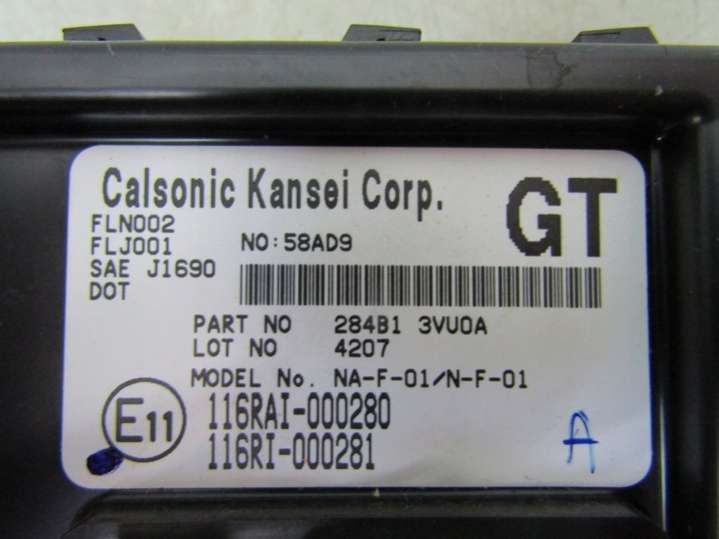 Calsonic Kansei Corp.
GT
FLN002
FLJ001
NO:58AD9
SAE J1690
DOT
PART NO 284B1 3VU0A
LOT NO 4207
MODEL No. NA-F-01/N-F-01
E11
116RAI-000280
116RI-000281
A